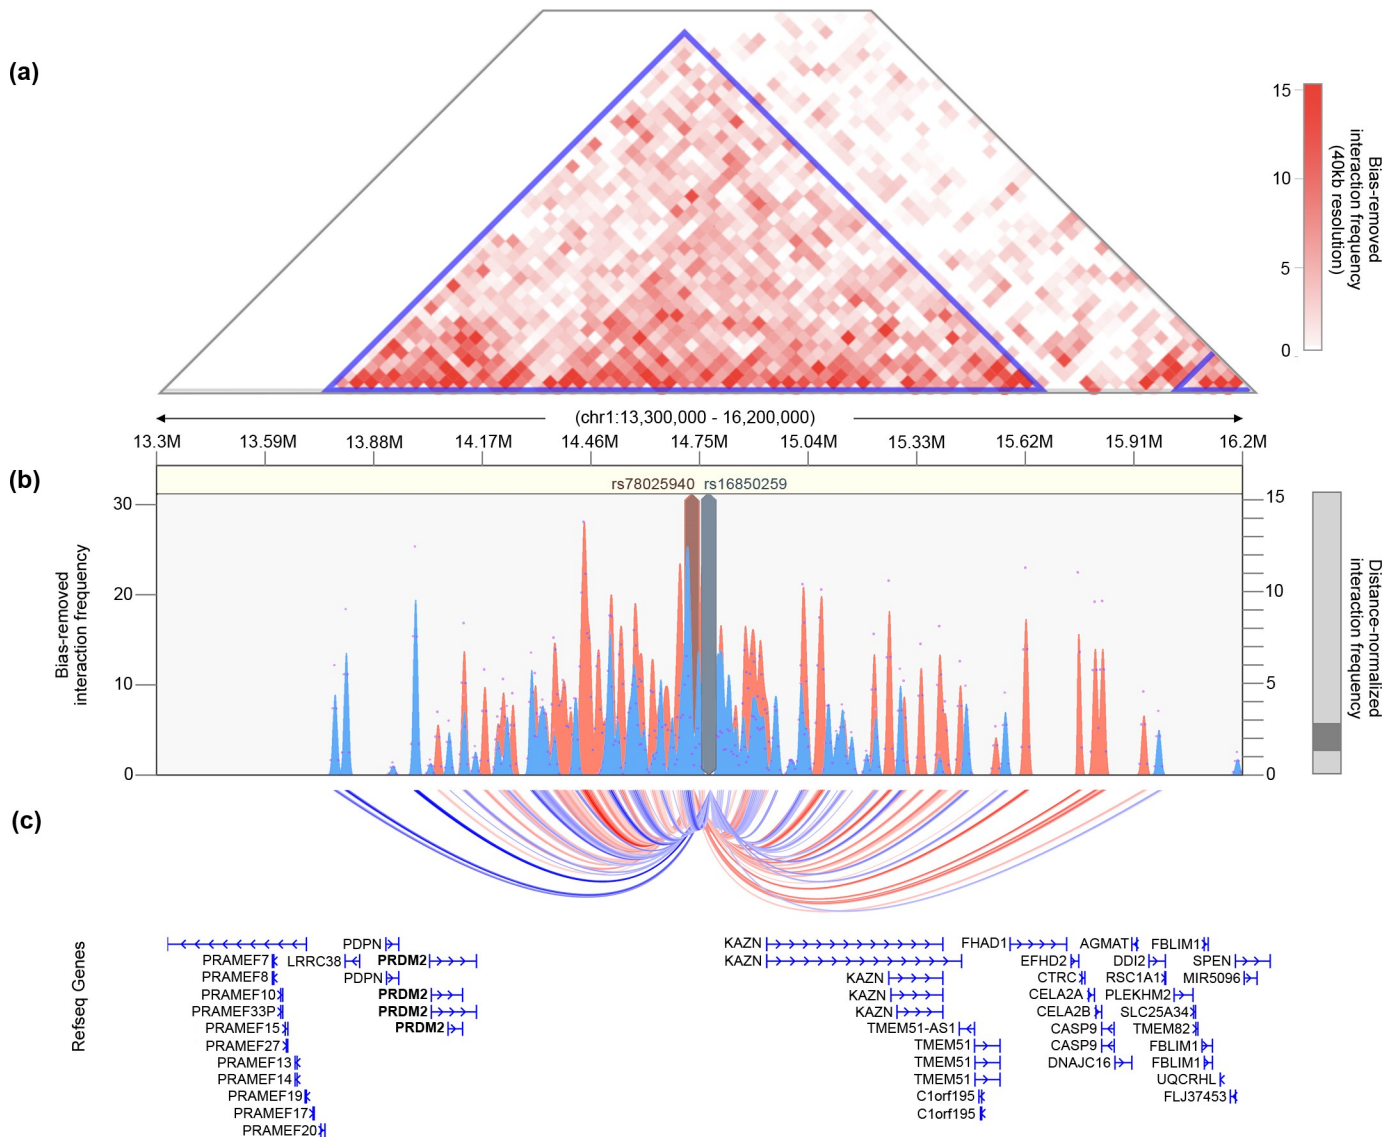 (a)
15
10
5
0
Bias-removed
interaction frequency
(40kb resolution)
(chr1:13,300,000 - 16,200,000)
13.3M 13.59M 13.88M 14.17M 14.46M 14.75M 15.04M 15.33M 15.62M 15.91M 16.2M
(b)
rs78025940 rs16850259
30
20
10
0
Bias-removed
interaction frequency
15
10
5
0
Distance-normalized
interaction frequency
(c)
Refseq Genes
PDPN KAZN FHAD1 AGMAT FBLIM1
PRAMEF7 LRRC38 PRDM2 KAZN EFHD2 DDI2 SPEN
PRAMEF8 PDPN KAZN CTRC RSC1A1 MIR5096
PRAMEF10 PRDM2 KAZN CELA2A PLEKHM2
PRAMEF33P PRDM2 KAZN CELA2B SLC25A34
PRAMEF15 PRDM2 TMEM51-AS1 CASP9 TMEM82
PRAMEF27 TMEM51 CASP9 FBLIM1
PRAMEF13 TMEM51 DNAJC16 FBLIM1
PRAMEF14 TMEM51 UQCRHL
PRAMEF19 C1orf195 FLJ37453
PRAMEF17 C1orf195
PRAMEF20